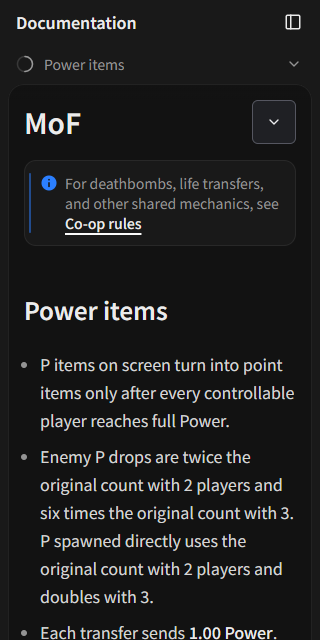 Documentation
Power items
MoF
For deathbombs, life transfers,
and other shared mechanics, see
Co-op rules
Power items
P items on screen turn into point
items only after every controllable
player reaches full Power.
Enemy P drops are twice the
original count with 2 players and
six times the original count with 3.
P spawned directly uses the
original count with 2 players and
doubles with 3.
Each transfer sends 1.00 Power.